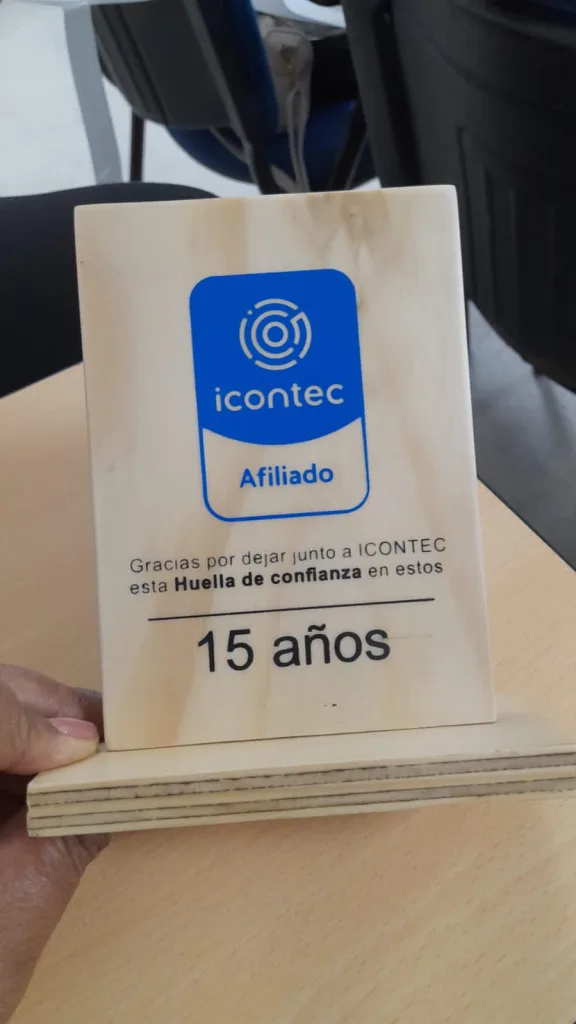 icontec
Afiliado
Gracias por dejar junto a ICONTEC
esta Huella de confianza en estos
15 años